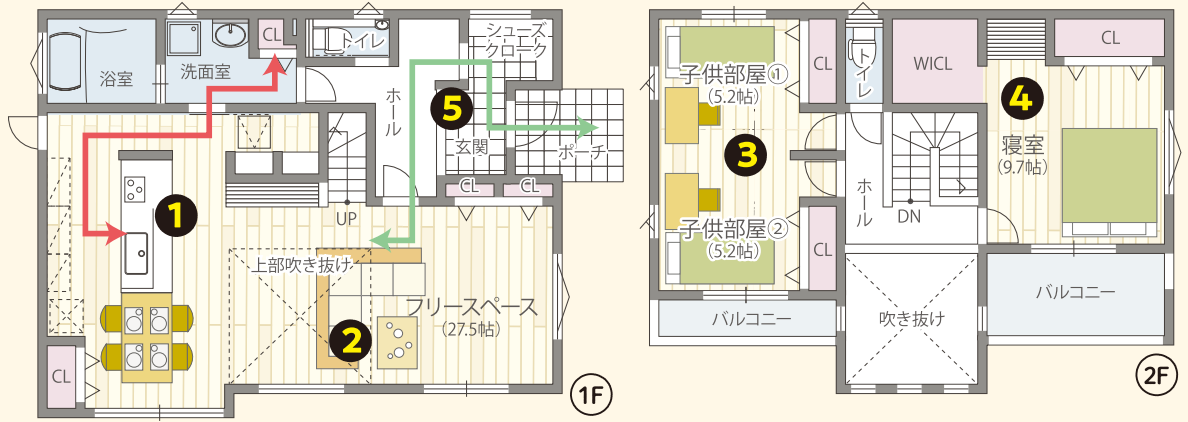 浴室
洗面室
CL
トイレ
シューズ
クローク
ホール
5
玄関
ポーチ
CL
CL
1
UP
上部吹き抜け
フリースペース
(27.5帖)
2
CL
1F
子供部屋①
(5.2帖)
CL
トイレ
WICL
CL
4
3
寝室
(9.7帖)
ホール
DN
子供部屋②
(5.2帖)
CL
バルコニー
吹き抜け
バルコニー
2F